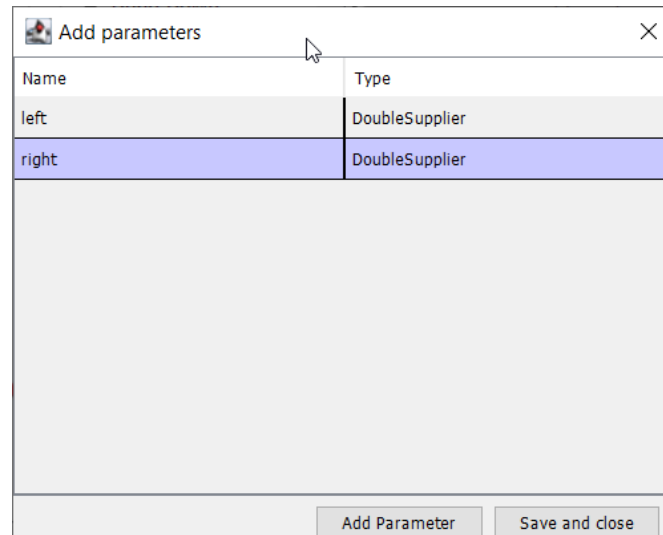 Add parameters
Name Type
left DoubleSupplier
right DoubleSupplier
Add Parameter Save and close